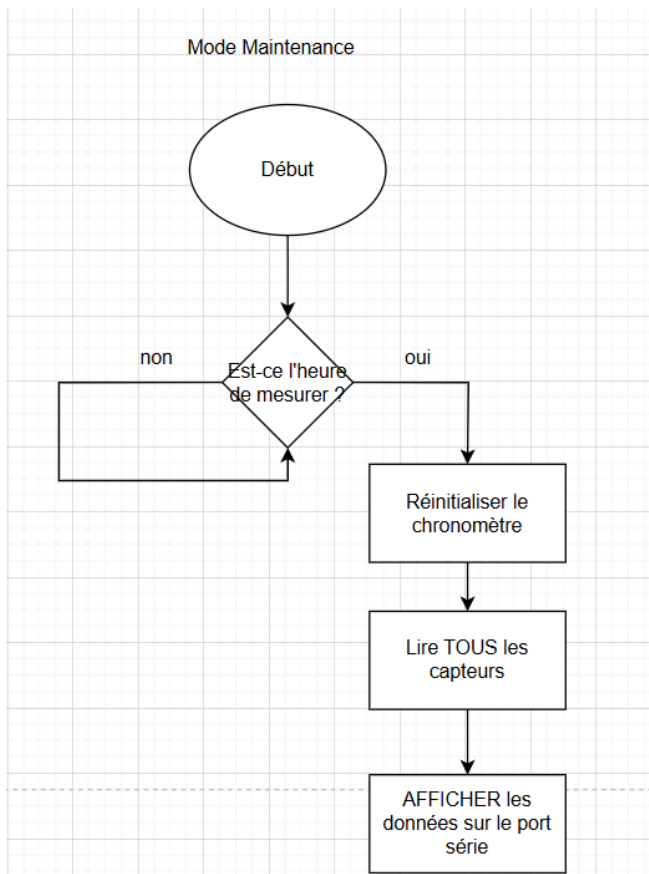 Mode Maintenance
Début
non
Est-ce l'heure
de mesurer ?
oui
Réinitialiser le
chronomètre
Lire TOUS les
capteurs
AFFICHER les
données sur le port
série